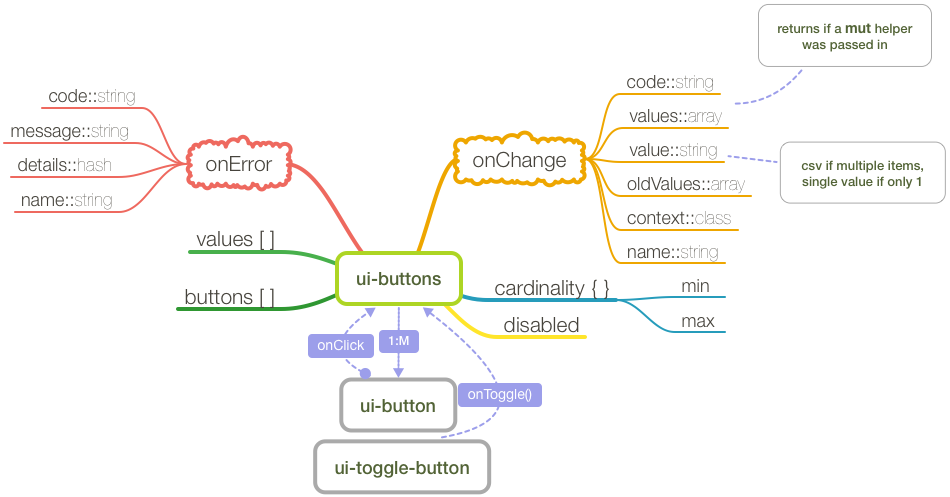 returns if a mut helper
was passed in
code::string
values::array
value::string
oldValues::array
context::class
name::string
csv if multiple items,
single value if only 1
onChange
onError
code::string
message::string
details::hash
name::string
values [ ]
buttons [ ]
ui-buttons
cardinality { }
min
max
disabled
onClick
1:M
onToggle()
ui-button
ui-toggle-button